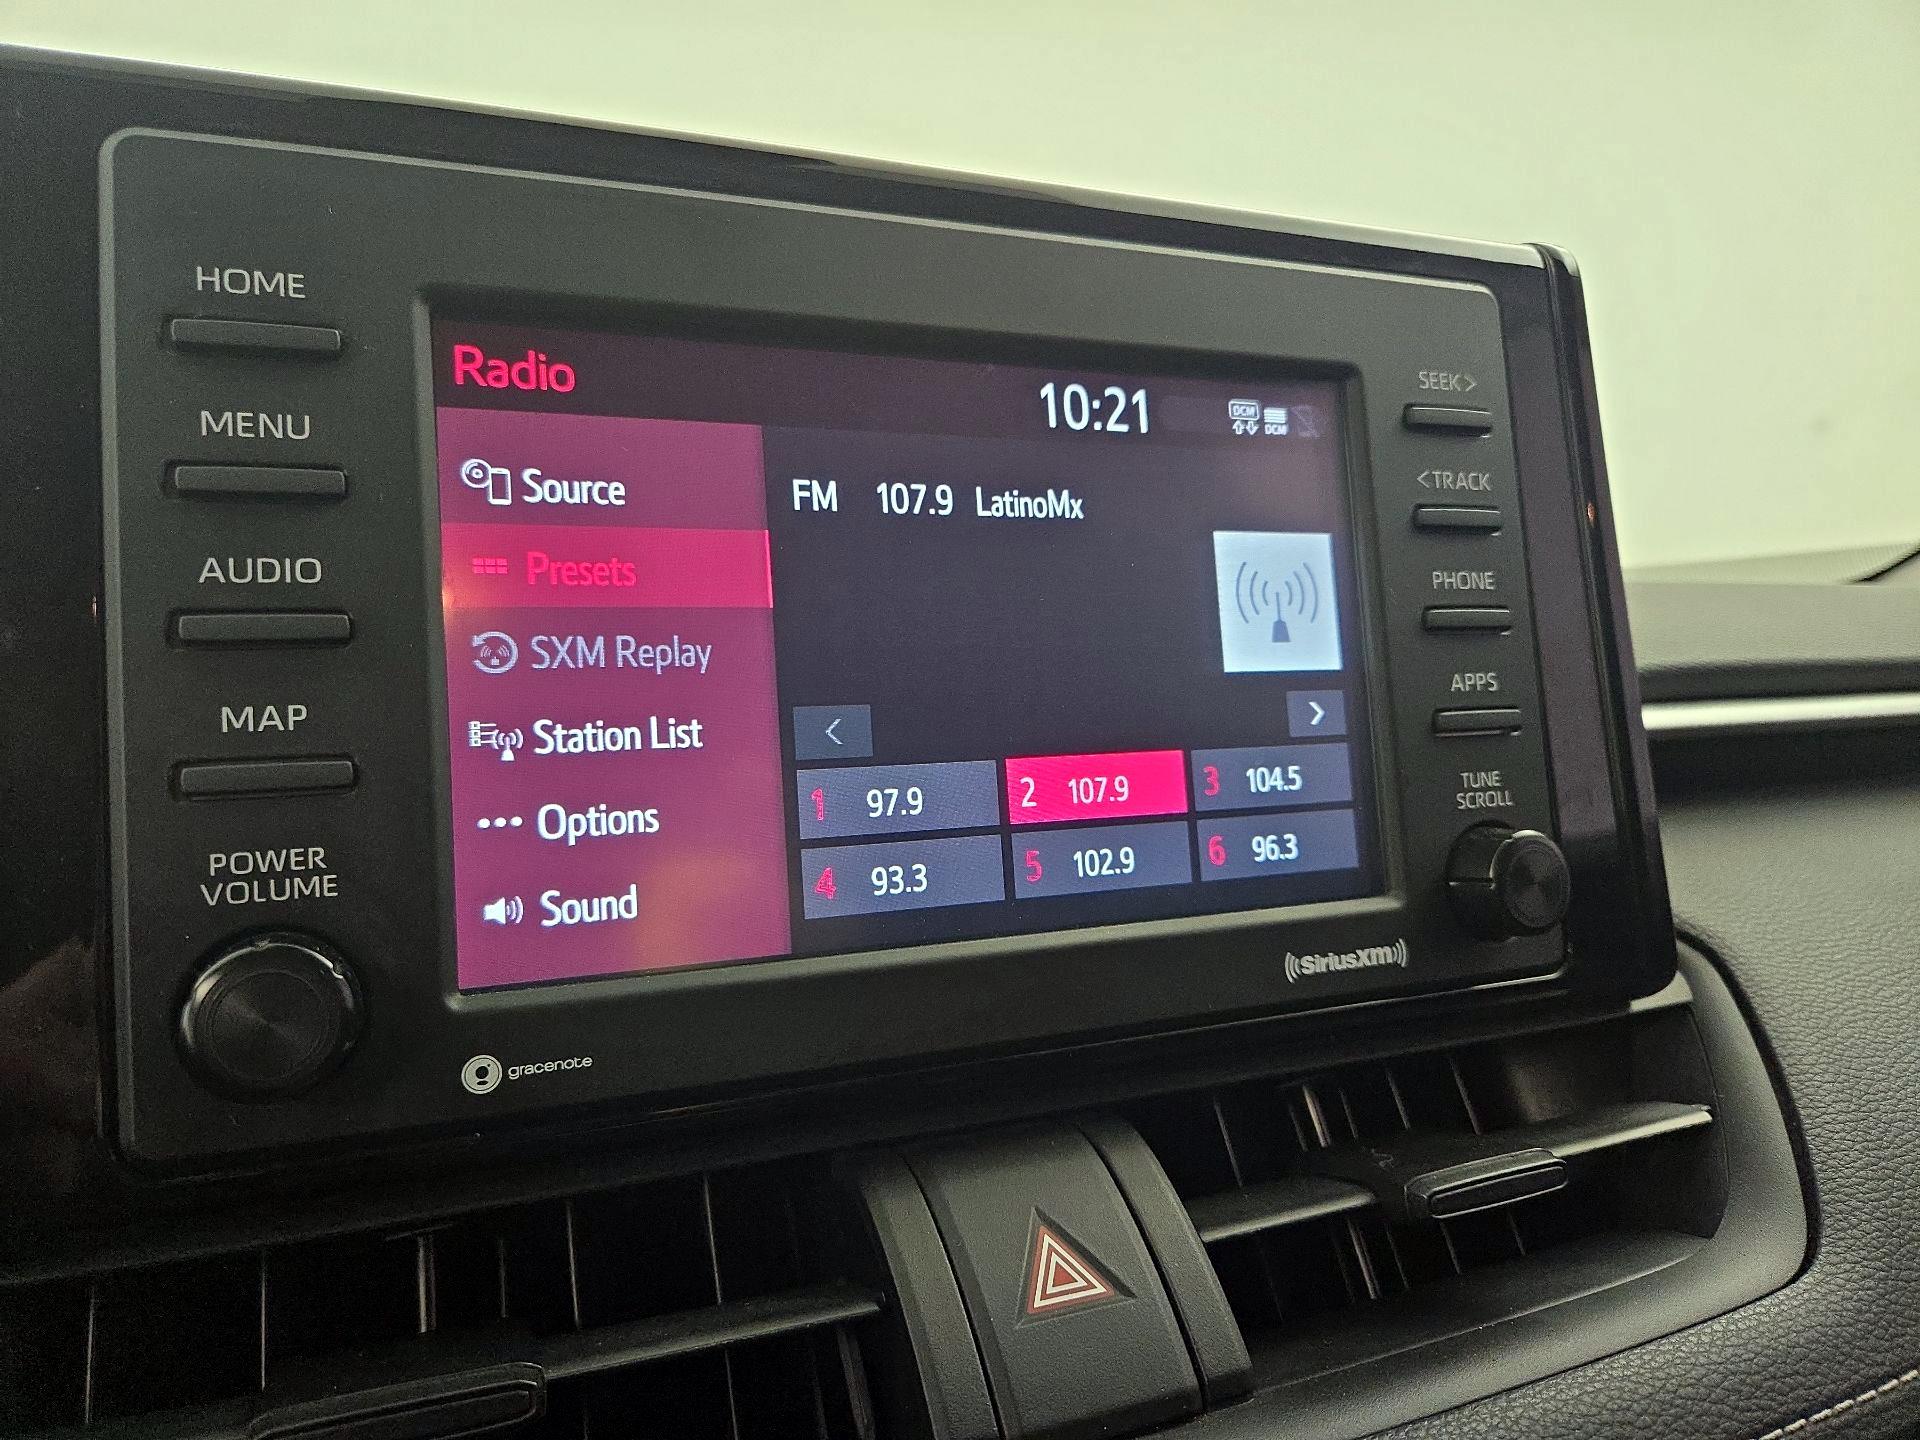 HOME
MENU
AUDIO
MAP
POWER
VOLUME
Radio
10:21
DCM
DCM
Source
Presets
SXM Replay
Station List
Options
Sound
FM 107.9 LatinoMx
<
>
1 97.9
2 107.9
3 104.5
4 93.3
5 102.9
6 96.3
SEEK>
<TRACK
PHONE
APPS
TUNE
SCROLL
gracenote
((SiriusXM))